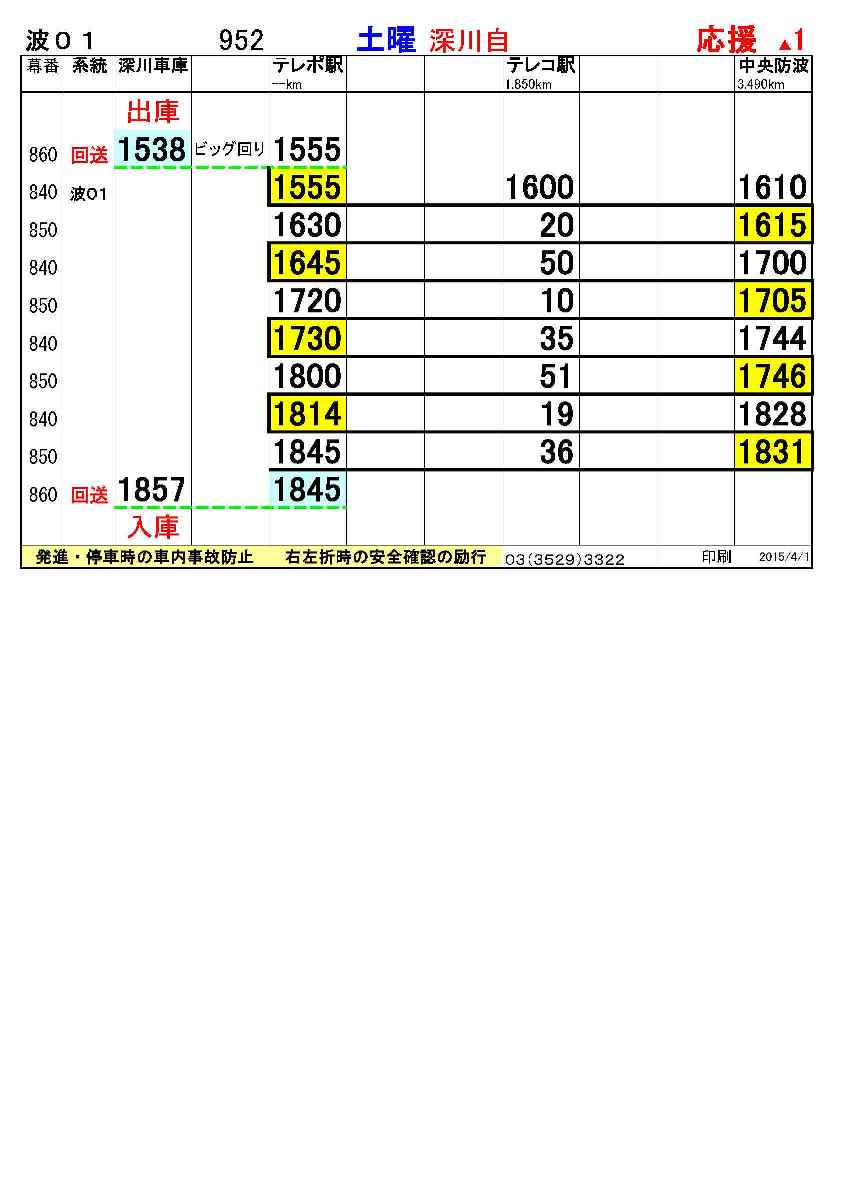 波０１ 952 土曜 深川自 応援 ▲1
幕番 系統 深川車庫 テレポ駅 テレコ駅 中央防波
---km 1.850km 3.490km
出庫
860 回送 1538 ビッグ回り 1555
840 波01 1555 1600 1610
850 1630 20 1615
840 1645 50 1700
850 1720 10 1705
840 1730 35 1744
850 1800 51 1746
840 1814 19 1828
850 1845 36 1831
860 回送 1857 1845
入庫
発進・停車時の車内事故防止 右左折時の安全確認の励行 03(3529)3322 印刷 2015/4/1